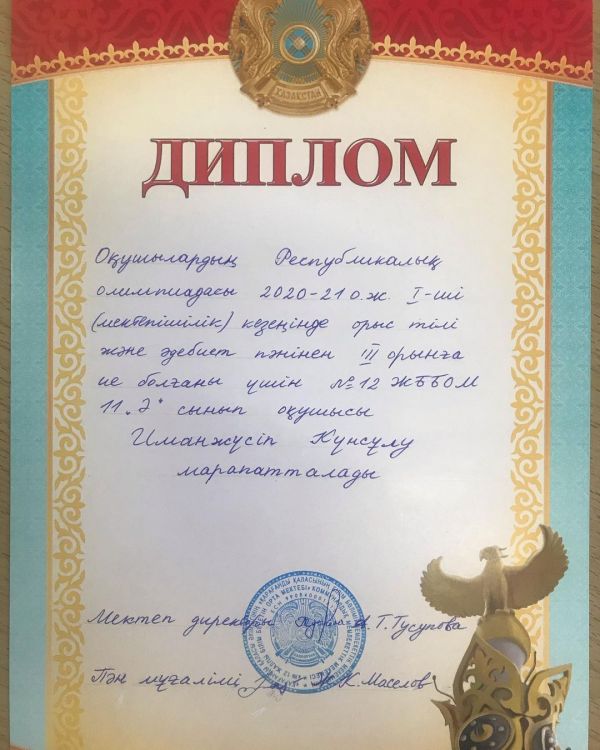 ҚАЗАҚСТАН
ДИПЛОМ
Оқушылардың Республикалық
олимпиадасы 2020-21 о.ж. I-ші
(мектепішілік) кезеңінде орыс тілі
және әдебиет пәнінен III орынға
ие болғаны үшін №12 ЖББОМ
11 „Ә" сынып оқушысы
Иманжүсіп Күнсұлу
марапатталады
Мектеп директоры Т.Тусупова
Пән мұғалімі К.Маселов